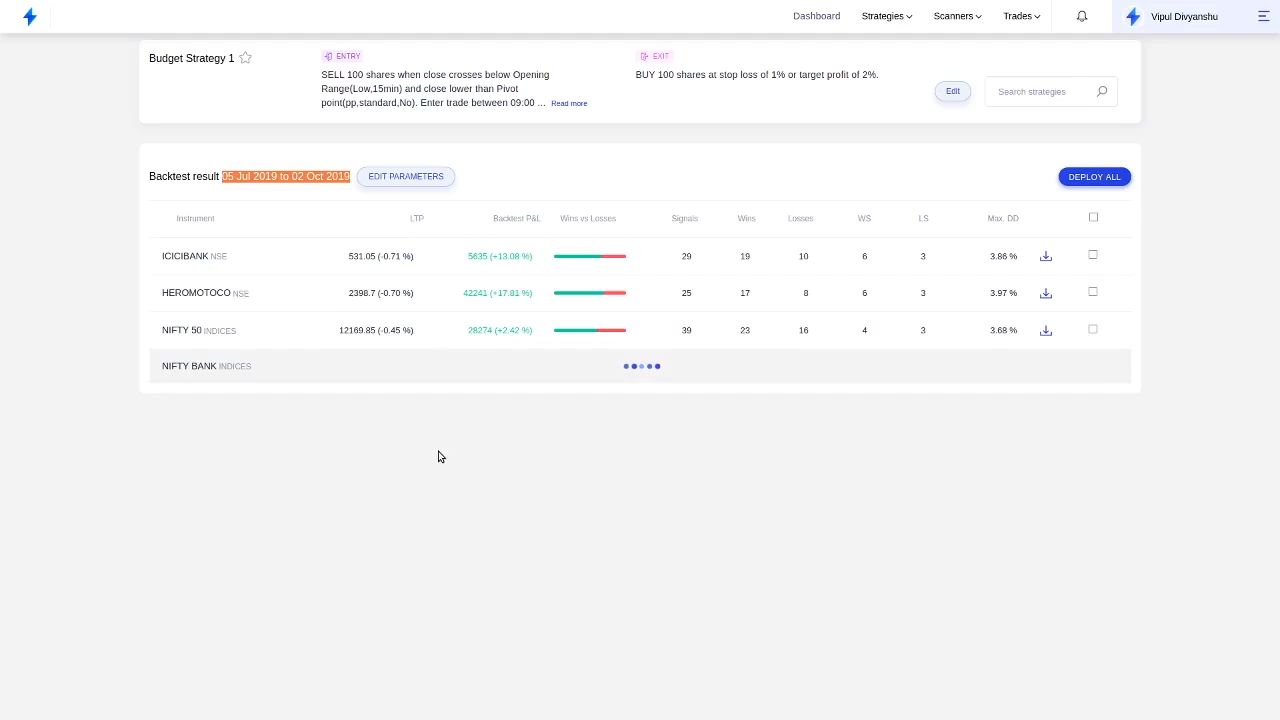 Dashboard Strategies Scanners Trades Vipul Divyanshu
Budget Strategy 1
ENTRY
SELL 100 shares when close crosses below Opening
Range(Low,15min) and close lower than Pivot
point(pp,standard,No). Enter trade between 09:00 ... Read more
EXIT
BUY 100 shares at stop loss of 1% or target profit of 2%.
Edit
Search strategies
Backtest result 05 Jul 2019 to 02 Oct 2019 EDIT PARAMETERS DEPLOY ALL
Instrument LTP Backtest P&L Wins vs Losses Signals Wins Losses WS LS Max. DD
ICICIBANK NSE 531.05 (-0.71 %) 5635 (+13.08 %) 29 19 10 6 3 3.86 %
HEROMOTOCO NSE 2398.7 (-0.70 %) 42241 (+17.81 %) 25 17 8 6 3 3.97 %
NIFTY 50 INDICES 12169.85 (-0.45 %) 28274 (+2.42 %) 39 23 16 4 3 3.68 %
NIFTY BANK INDICES